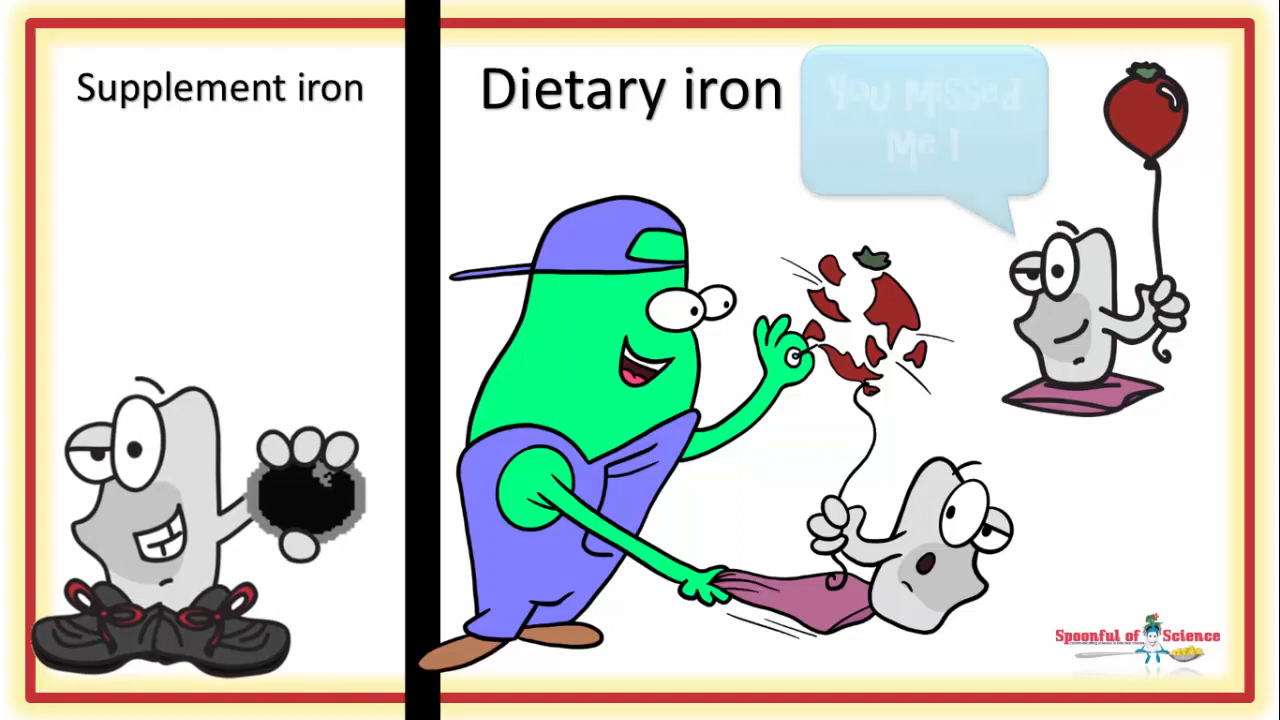 Supplement iron
Dietary iron
You Missed
Me !
Spoonful of Science